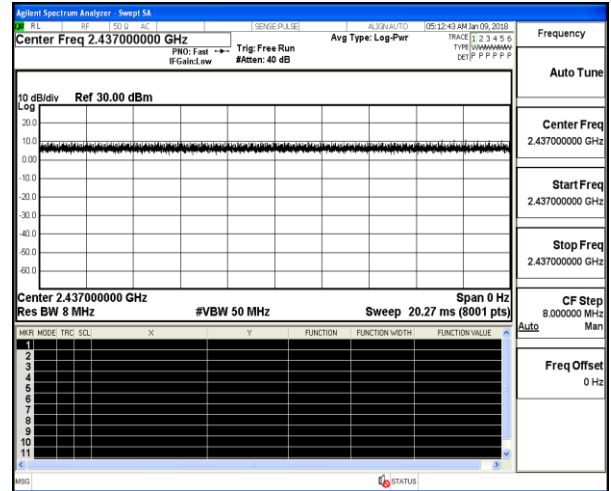 Agilent Spectrum Analyzer - Swept SA
RL RF 50 Ω AC SENSE:PULSE ALIGNAUTO 05:12:43 AM Jan 09, 2018
Center Freq 2.437000000 GHz
PNO: Fast
IFGain:Low
Trig: Free Run
#Atten: 40 dB
Avg Type: Log-Pwr
TRACE 1 2 3 4 5 6
TYPE WWWWWW
DET P P P P P P
10 dB/div Ref 30.00 dBm
Log
20.0
10.0
0.00
-10.0
-20.0
-30.0
-40.0
-50.0
-60.0
Center 2.437000000 GHz Span 0 Hz
Res BW 8 MHz #VBW 50 MHz Sweep 20.27 ms (8001 pts)
MKR MODE TRC SCL X Y FUNCTION FUNCTION WIDTH FUNCTION VALUE
1
2
3
4
5
6
7
8
9
10
11
MSG STATUS
Frequency
Auto Tune
Center Freq
2.437000000 GHz
Start Freq
2.437000000 GHz
Stop Freq
2.437000000 GHz
CF Step
8.000000 MHz
Auto Man
Freq Offset
0 Hz